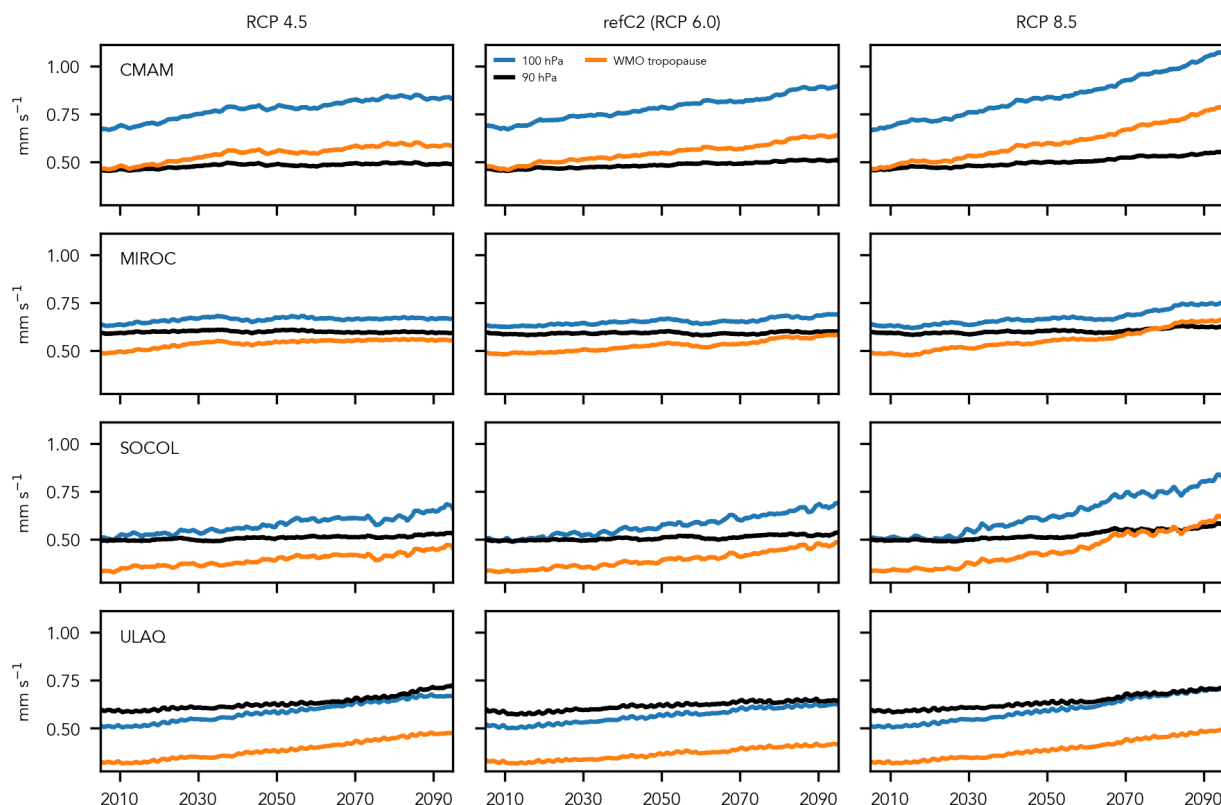 RCP 4.5 refC2 (RCP 6.0) RCP 8.5
1.00 CMAM 100 hPa WMO tropopause
90 hPa
0.75
mm s⁻¹
0.50
1.00 MIROC
0.75
mm s⁻¹
0.50
1.00 SOCOL
0.75
mm s⁻¹
0.50
1.00 ULAQ
0.75
mm s⁻¹
0.50
2010 2030 2050 2070 2090 2010 2030 2050 2070 2090 2010 2030 2050 2070 2090